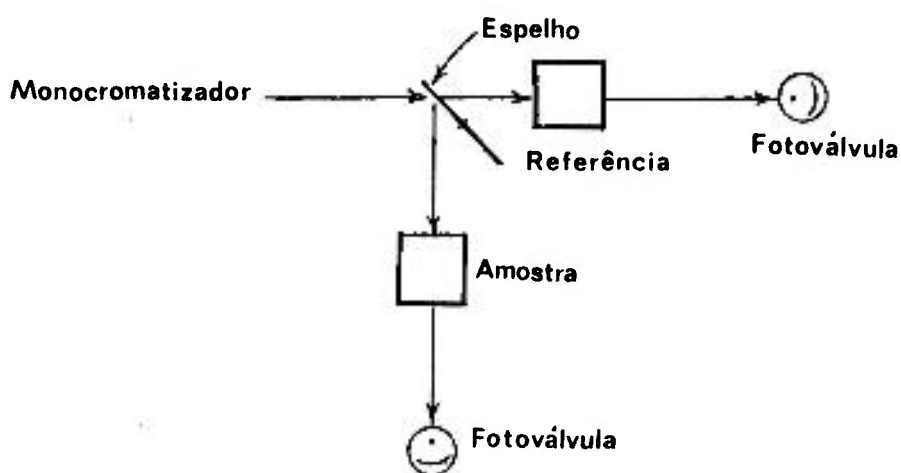 Espelho
Monocromatizador
Fotoválvula
Referência
Amostra
Fotoválvula